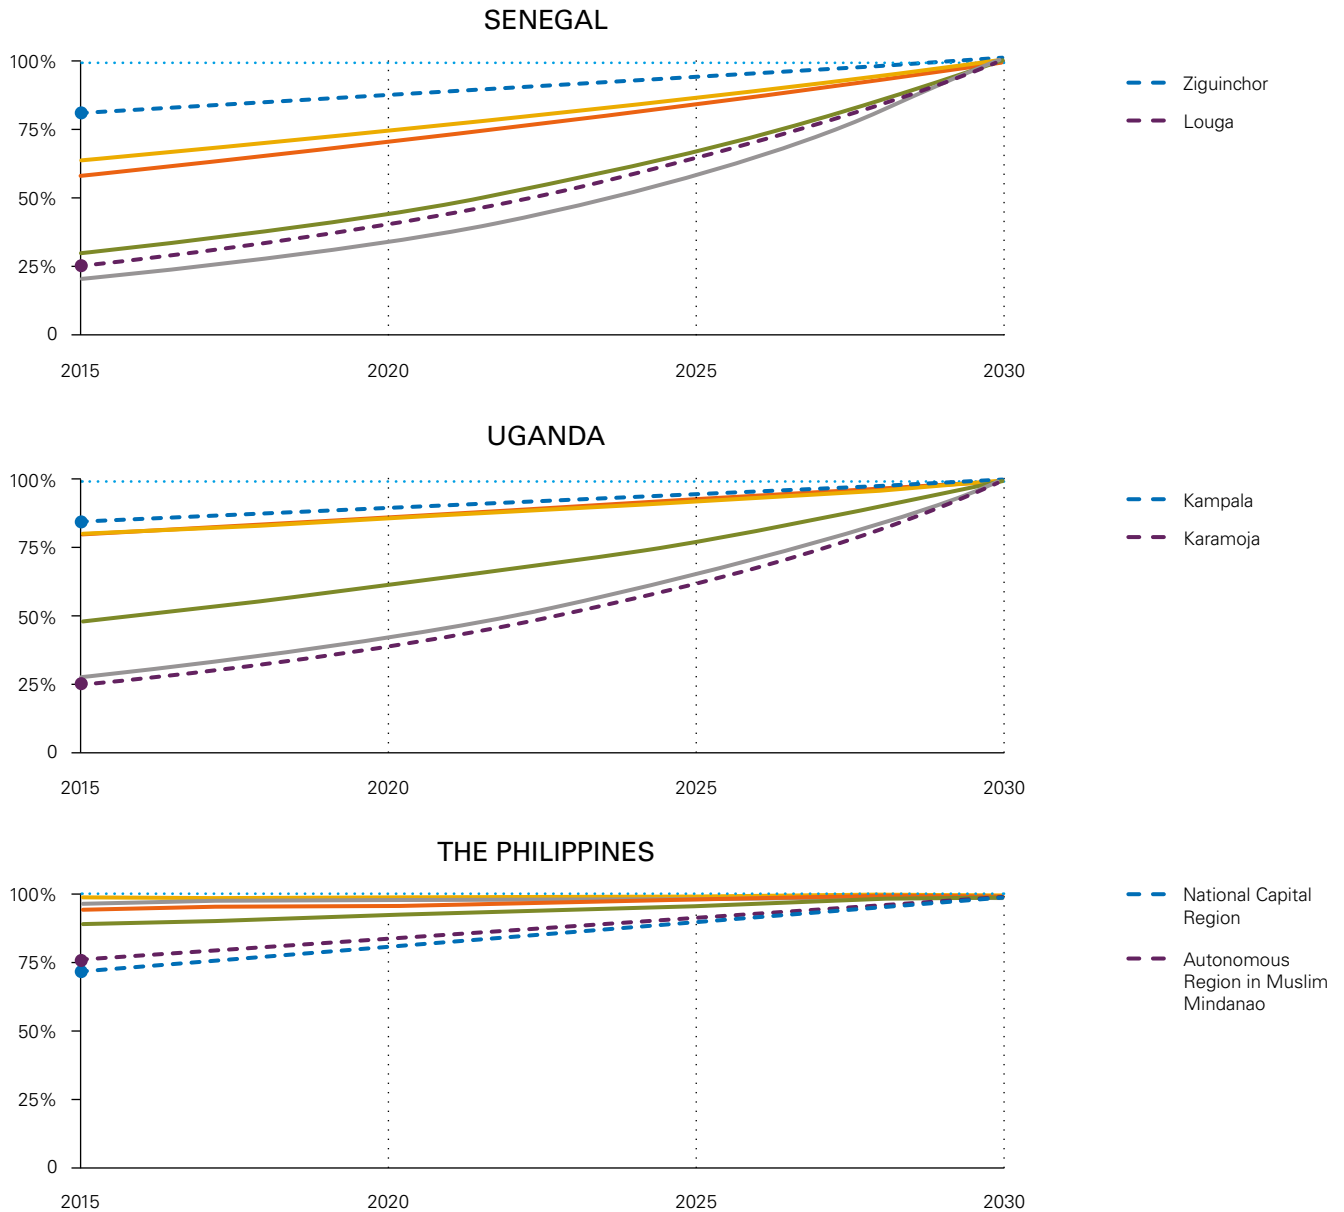 SENEGAL
100%
75%
50%
25%
0
2015 2020 2025 2030
Ziguinchor
Louga
UGANDA
100%
75%
50%
25%
0
2015 2020 2025 2030
Kampala
Karamoja
THE PHILIPPINES
100%
75%
50%
25%
0
2015 2020 2025 2030
National Capital
Region
Autonomous
Region in Muslim
Mindanao